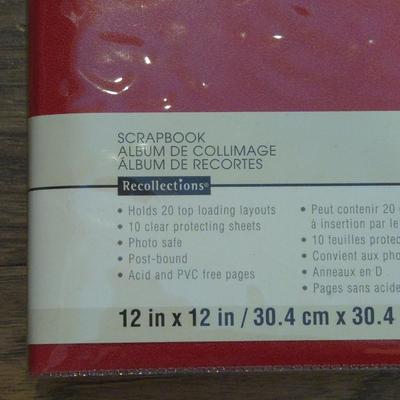 SCRAPBOOK
ALBUM DE COLLIMAGE
ÁLBUM DE RECORTES
Recollections®
• Holds 20 top loading layouts
• 10 clear protecting sheets
• Photo safe
• Post-bound
• Acid and PVC free pages
• Peut contenir 20
à insertion par le
• 10 feuilles protec
• Convient aux pho
• Anneaux en D
• Pages sans acide
12 in x 12 in / 30.4 cm x 30.4